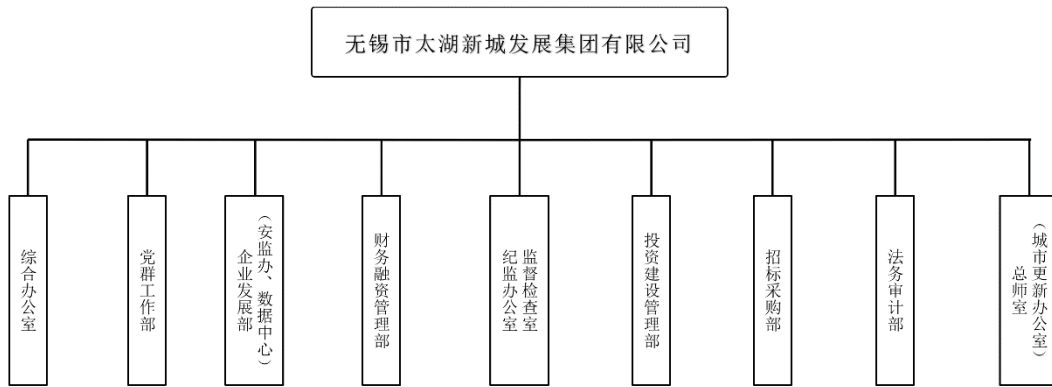 无锡市太湖新城发展集团有限公司
综合办公室
党群工作部
企业发展部
（安监办、数据中心）
财务融资管理部
纪监办公室
监督检查室
投资建设管理部
招标采购部
法务审计部
总师室
（城市更新办公室）